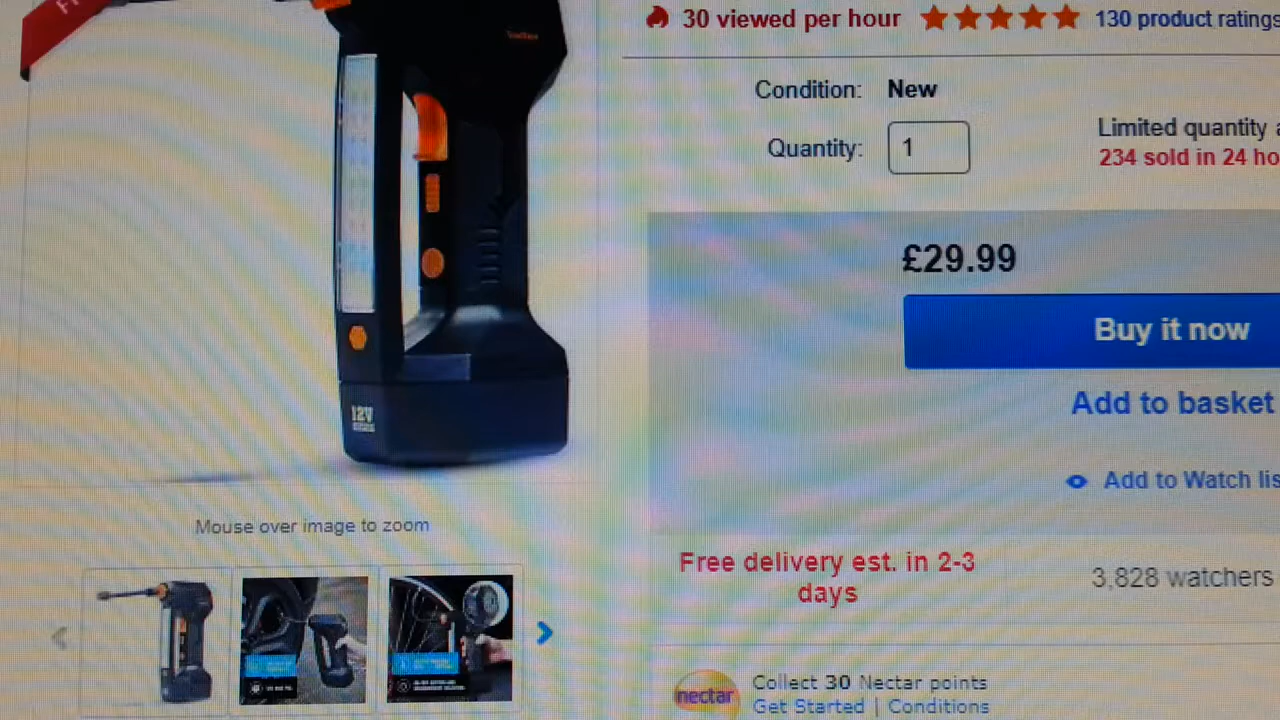 30 viewed per hour
130 product ratings
Condition: New
Quantity: 1
Limited quantity
234 sold in 24 ho
£29.99
Buy it now
Add to basket
Add to Watch lis
12V
Mouse over image to zoom
Free delivery est. in 2-3
days
3,828 watchers
nectar
Collect 30 Nectar points
Get Started | Conditions